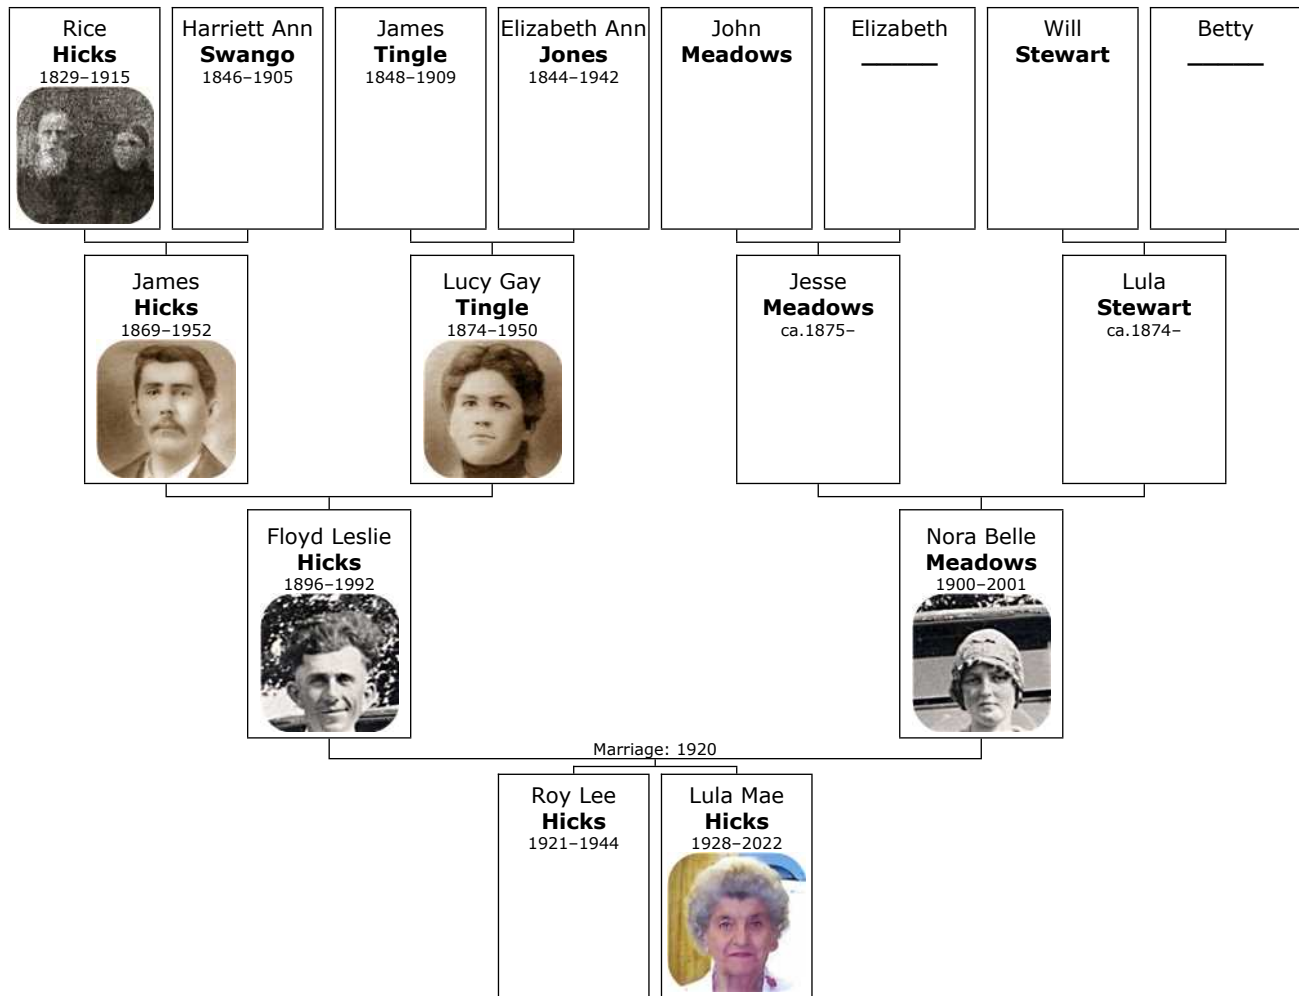 Rice
Hicks
1829–1915
Harriett Ann
Swango
1846–1905
James
Tingle
1848–1909
Elizabeth Ann
Jones
1844–1942
John
Meadows
Elizabeth
______
Will
Stewart
Betty
______
James
Hicks
1869–1952
Lucy Gay
Tingle
1874–1950
Jesse
Meadows
ca.1875–
Lula
Stewart
ca.1874–
Floyd Leslie
Hicks
1896–1992
Nora Belle
Meadows
1900–2001
Marriage: 1920
Roy Lee
Hicks
1921–1944
Lula Mae
Hicks
1928–2022